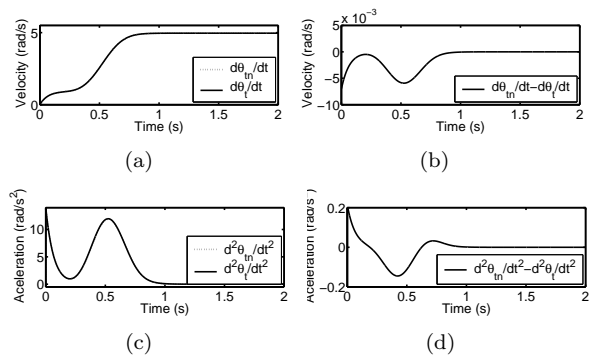 5
0
Velocity (rad/s)
dθtn/dt
dθt/dt
0 0.5 1 1.5 2
Time (s)
(a)
5 x 10⁻³
5
0
−5
−10
Velocity (rad/s)
dθtn/dt−dθt/dt
0 0.5 1 1.5 2
Time (s)
(b)
10
5
0
Acceleration (rad/s²)
d²θtn/dt²
d²θt/dt²
0 0.5 1 1.5 2
Time (s)
(c)
0.2
0
−0.2
Acceleration (rad/s²)
d²θtn/dt²−d²θt/dt²
0 0.5 1 1.5 2
Time (s)
(d)